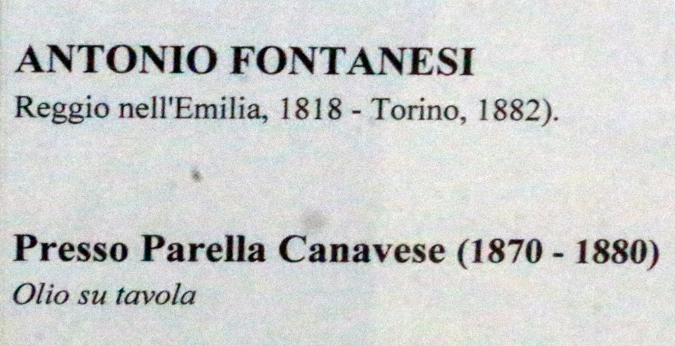 ANTONIO FONTANESI
Reggio nell'Emilia, 1818 - Torino, 1882).
Presso Parella Canavese (1870 - 1880)
Olio su tavola